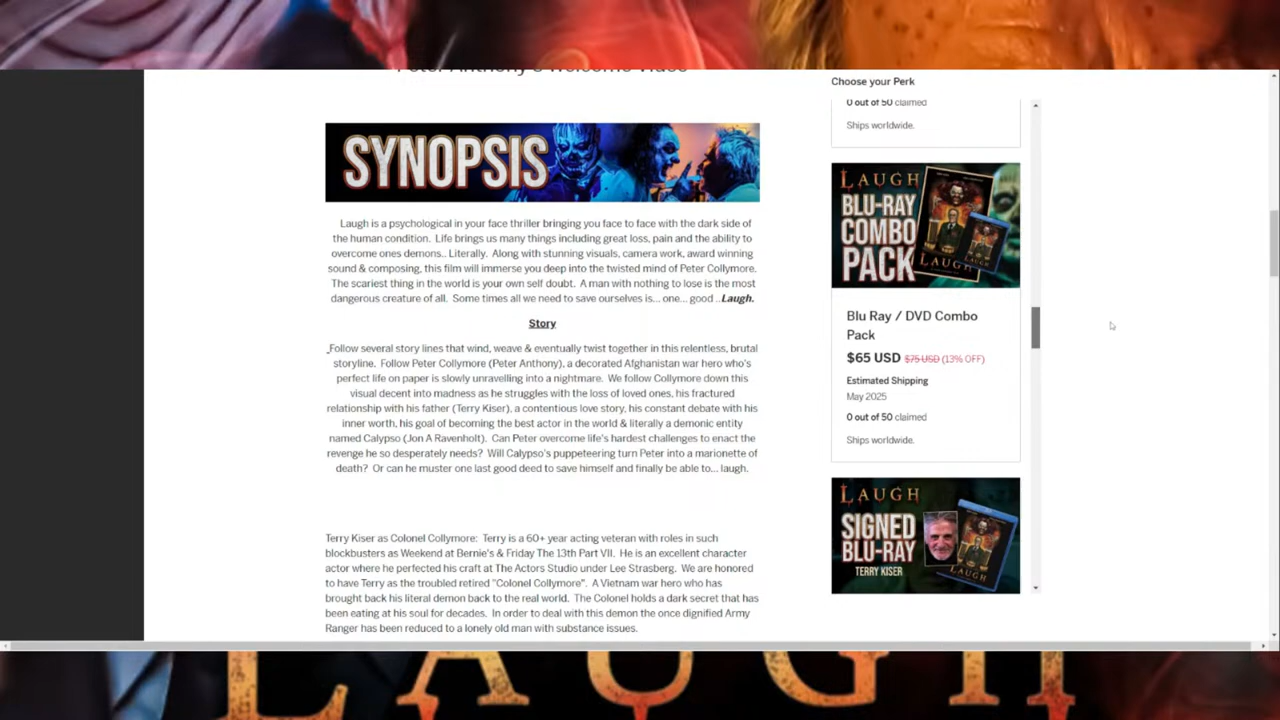 Peter Anthony's Welcome Video
SYNOPSIS
Laugh is a psychological in your face thriller bringing you face to face with the dark side of
the human condition. Life brings us many things including great loss, pain and the ability to
overcome ones demons.. Literally. Along with stunning visuals, camera work, award winning
sound & composing, this film will immerse you deep into the twisted mind of Peter Collymore.
The scariest thing in the world is your own self doubt. A man with nothing to lose is the most
dangerous creature of all. Some times all we need to save ourselves is... one... good ..Laugh.
Story
Follow several story lines that wind, weave & eventually twist together in this relentless, brutal
storyline. Follow Peter Collymore (Peter Anthony), a decorated Afghanistan war hero who's
perfect life on paper is slowly unravelling into a nightmare. We follow Collymore down this
visual decent into madness as he struggles with the loss of loved ones, his fractured
relationship with his father (Terry Kiser), a contentious love story, his constant debate with his
inner worth, his goal of becoming the best actor in the world & literally a demonic entity
named Calypso (Jon A Ravenholt). Can Peter overcome life's hardest challenges to enact the
revenge he so desperately needs? Will Calypso's puppeteering turn Peter into a marionette of
death? Or can he muster one last good deed to save himself and finally be able to... laugh.
Terry Kiser as Colonel Collymore: Terry is a 60+ year acting veteran with roles in such
blockbusters as Weekend at Bernie's & Friday The 13th Part VII. He is an excellent character
actor where he perfected his craft at The Actors Studio under Lee Strasberg. We are honored
to have Terry as the troubled retired "Colonel Collymore". A Vietnam war hero who has
brought back his literal demon back to the real world. The Colonel holds a dark secret that has
been eating at his soul for decades. In order to deal with this demon the once dignified Army
Ranger has been reduced to a lonely old man with substance issues.
Choose your Perk
0 out of 50 claimed
Ships worldwide.
LAUGH
BLU-RAY
COMBO
PACK
LAUGH
Blu Ray / DVD Combo
Pack
$65 USD $75 USD (13% OFF)
Estimated Shipping
May 2025
0 out of 50 claimed
Ships worldwide.
LAUGH
SIGNED
BLU-RAY
TERRY KISER
LAUGH
LAUGH